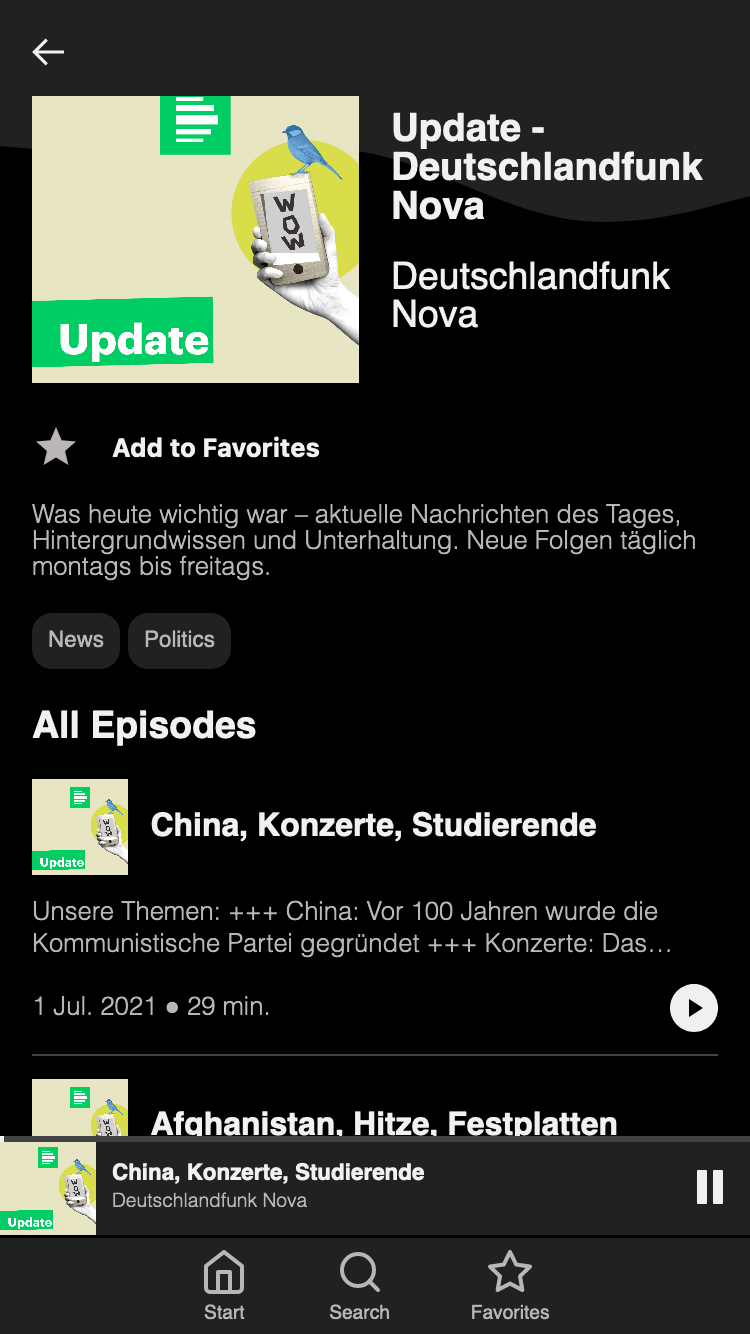 WOW
Update
Update -
Deutschlandfunk
Nova
Deutschlandfunk
Nova
Add to Favorites
Was heute wichtig war – aktuelle Nachrichten des Tages,
Hintergrundwissen und Unterhaltung. Neue Folgen täglich
montags bis freitags.
News
Politics
All Episodes
WOW
Update
China, Konzerte, Studierende
Unsere Themen: +++ China: Vor 100 Jahren wurde die
Kommunistische Partei gegründet +++ Konzerte: Das…
1 Jul. 2021 ● 29 min.
WOW
Afghanistan, Hitze, Festplatten
WOW
Update
China, Konzerte, Studierende
Deutschlandfunk Nova
Start
Search
Favorites